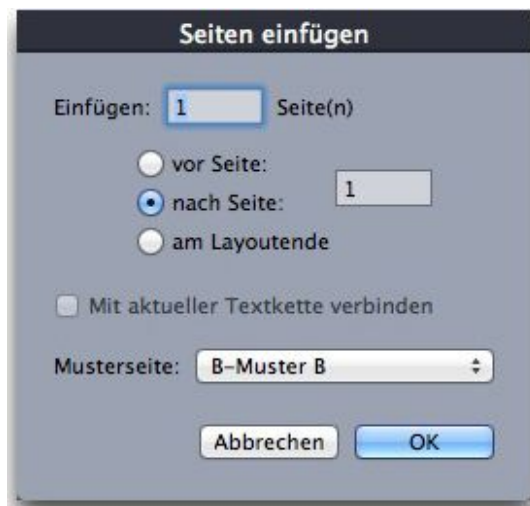 Seiten einfügen
Einfügen: 1 Seite(n)
vor Seite:
nach Seite: 1
am Layoutende
Mit aktueller Textkette verbinden
Musterseite: B-Muster B
Abbrechen OK